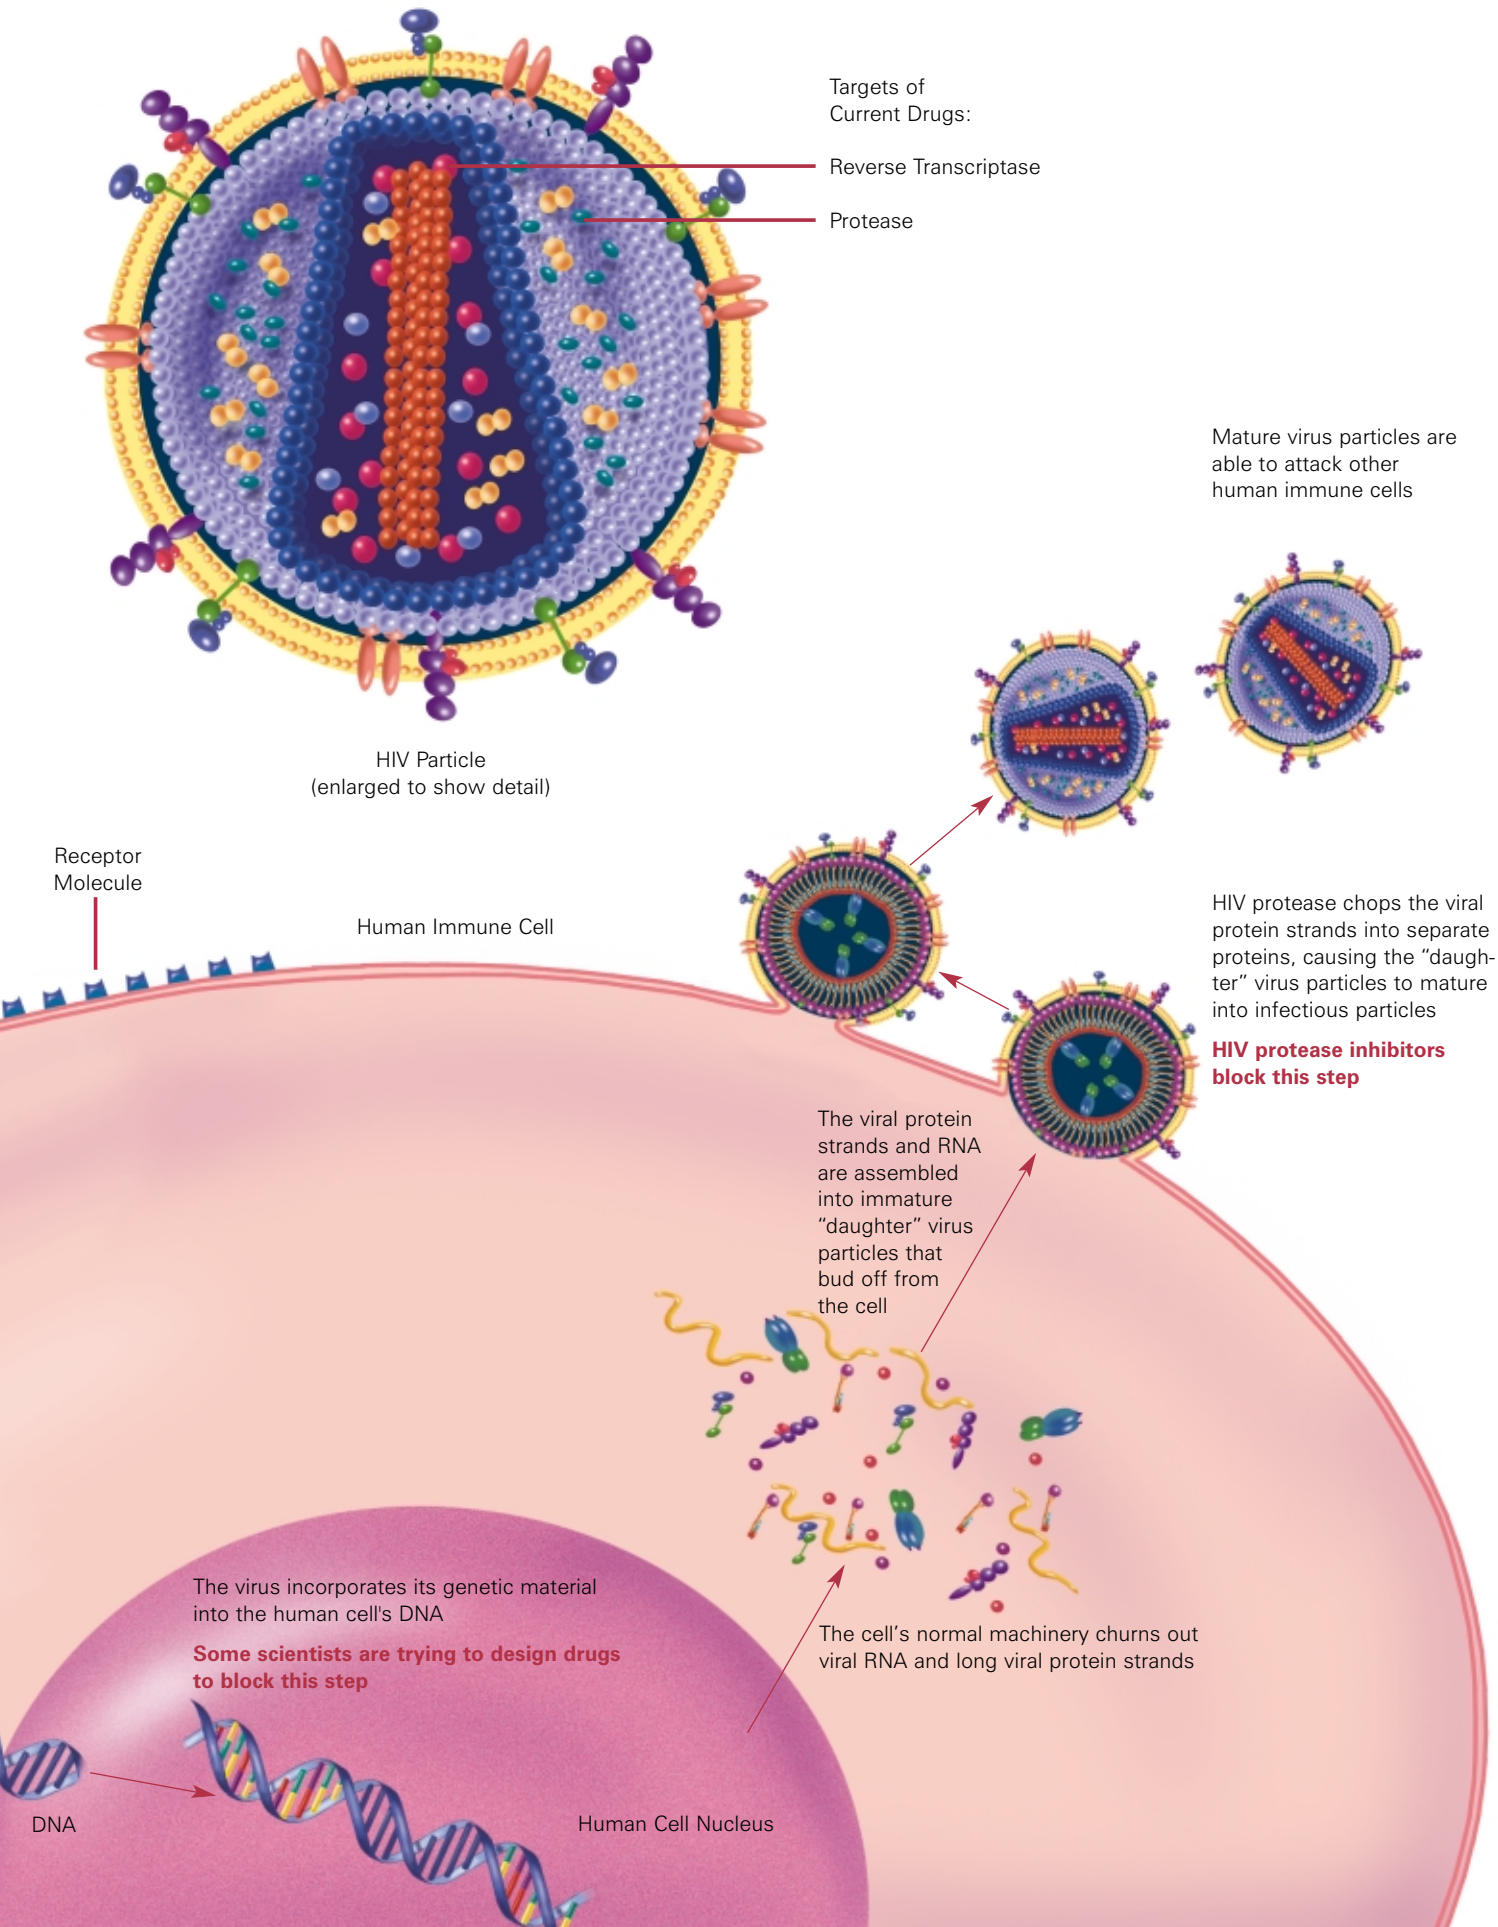 Targets of
Current Drugs:
Reverse Transcriptase
Protease
Mature virus particles are
able to attack other
human immune cells
HIV Particle
(enlarged to show detail)
Receptor
Molecule
Human Immune Cell
HIV protease chops the viral
protein strands into separate
proteins, causing the “daugh-
ter” virus particles to mature
into infectious particles
HIV protease inhibitors
block this step
The viral protein
strands and RNA
are assembled
into immature
“daughter” virus
particles that
bud off from
the cell
The virus incorporates its genetic material
into the human cell's DNA
Some scientists are trying to design drugs
to block this step
The cell’s normal machinery churns out
viral RNA and long viral protein strands
DNA
Human Cell Nucleus